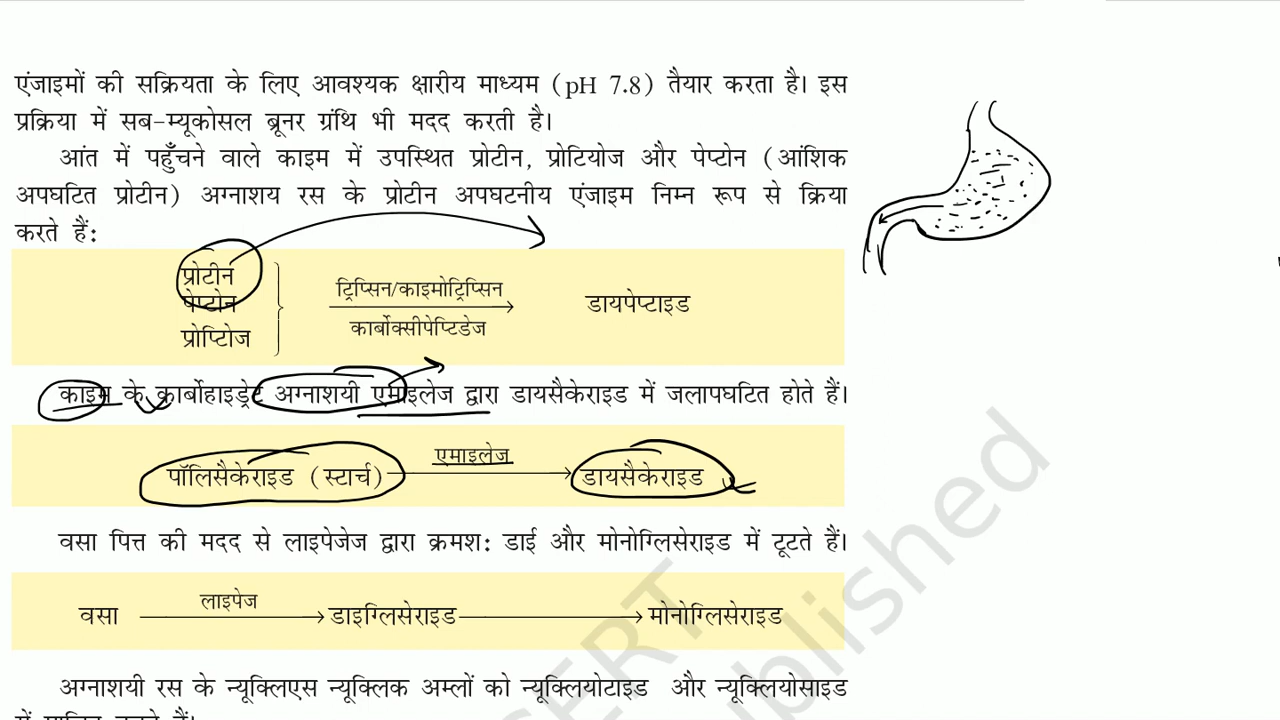 एंजाइमों की सक्रियता के लिए आवश्यक क्षारीय माध्यम (pH 7.8) तैयार करता है। इस
प्रक्रिया में सब-म्यूकोसल ब्रूनर ग्रंथि भी मदद करती है।
आंत में पहुँचने वाले काइम में उपस्थित प्रोटीन, प्रोटियोज और पेप्टोन (आंशिक
अपघटित प्रोटीन) अग्नाशय रस के प्रोटीन अपघटनीय एंजाइम निम्न रूप से क्रिया
करते हैं:
प्रोटीन
पेप्टोन
प्रोप्टिोज
ट्रिप्सिन/काइमोट्रिप्सिन
कार्बोक्सीपेप्टिडेज
डायपेप्टाइड
काइम के कार्बोहाइड्रेट अग्नाशयी एमाइलेज द्वारा डायसैकेराइड में जलापघटित होते हैं।
पॉलिसैकेराइड (स्टार्च) एमाइलेज डायसैकेराइड
वसा पित्त की मदद से लाइपेजेज द्वारा क्रमश: डाई और मोनोग्लिसेराइड में टूटते हैं।
वसा लाइपेज डाइग्लिसेराइड मोनोग्लिसेराइड
अग्नाशयी रस के न्यूक्लिएस न्यूक्लिक अम्लों को न्यूक्लियोटाइड और न्यूक्लियोसाइड